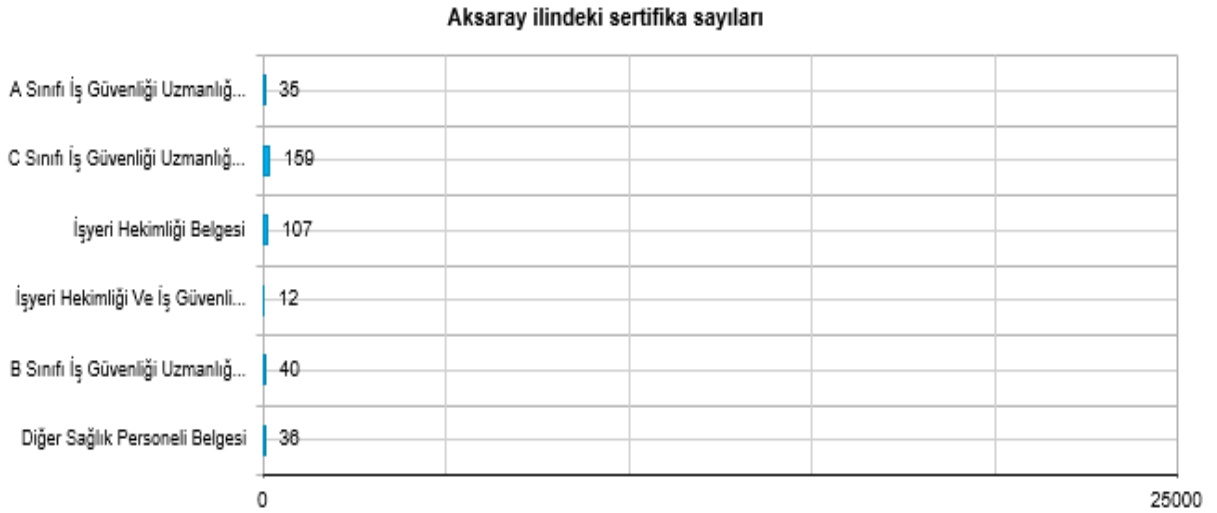 Aksaray ilindeki sertifika sayıları
A Sınıfı İş Güvenliği Uzmanlığ... 35
C Sınıfı İş Güvenliği Uzmanlığ... 159
İşyeri Hekimliği Belgesi 107
İşyeri Hekimliği Ve İş Güvenli... 12
B Sınıfı İş Güvenliği Uzmanlığ... 40
Diğer Sağlık Personeli Belgesi 36
0 25000